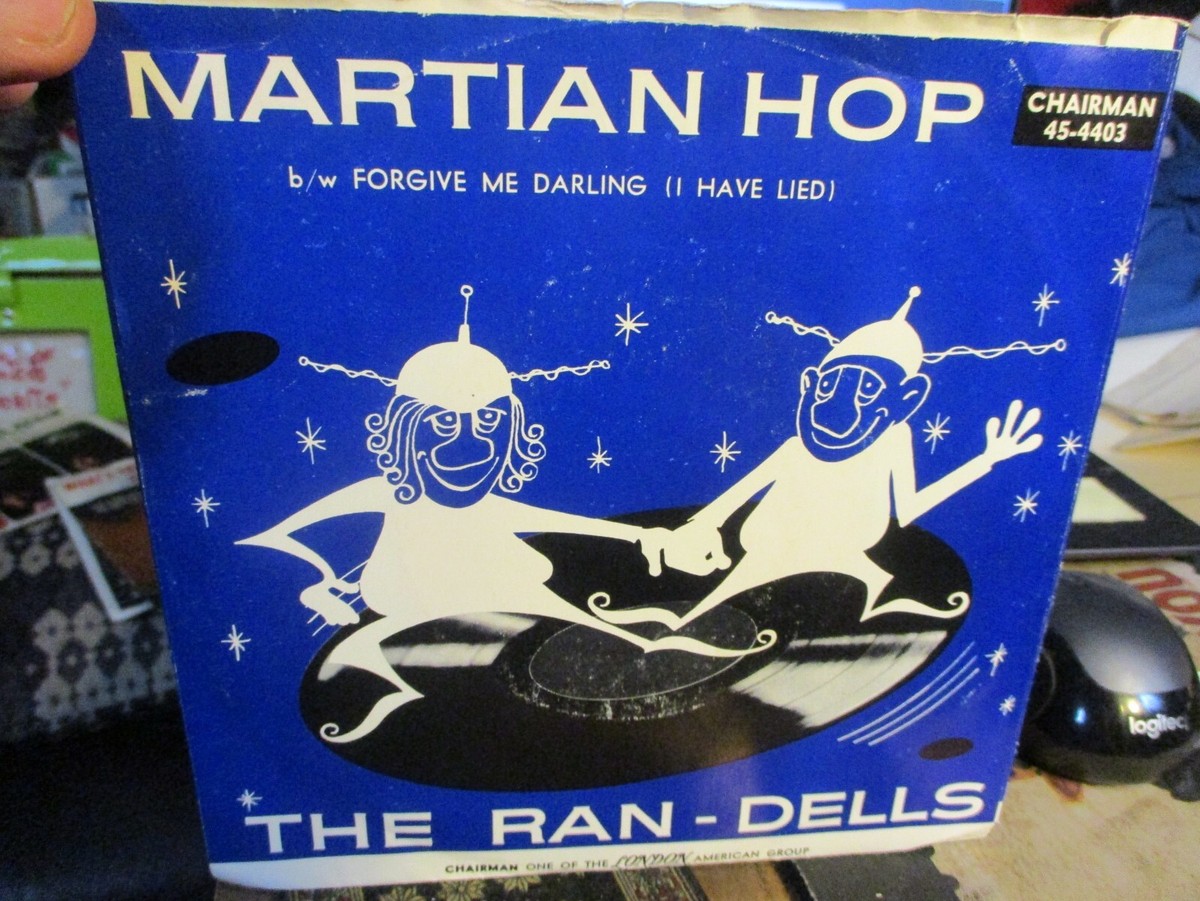 MARTIAN HOP
CHAIRMAN
45-4403
b/w FORGIVE ME DARLING (I HAVE LIED)
THE RAN-DELLS
CHAIRMAN ONE OF THE LONDON AMERICAN GROUP
logitech